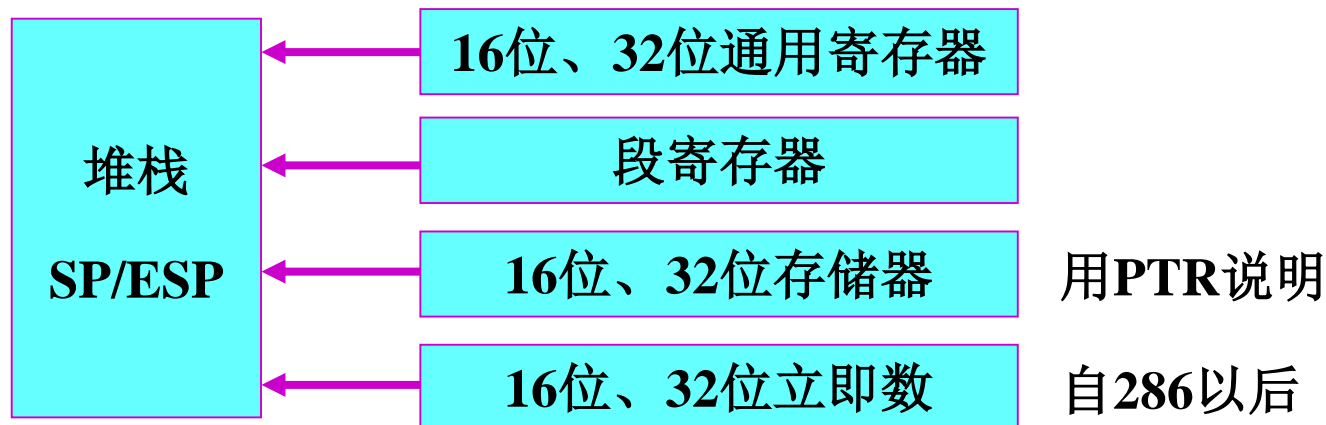 16位、32位通用寄存器
堆栈
SP/ESP
段寄存器
16位、32位存储器
用PTR说明
16位、32位立即数
自286以后